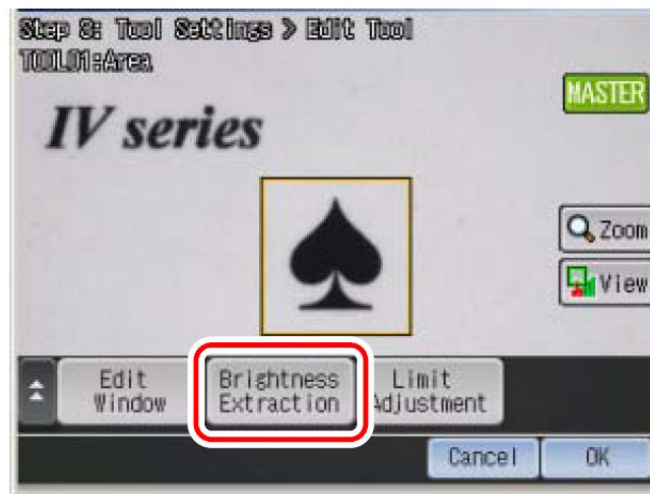 Step 3: Tool Settings > Edit Tool
TOOL01:Area
MASTER
IV series
Zoom
View
Edit
Window
Brightness
Extraction
Limit
Adjustment
Cancel
OK